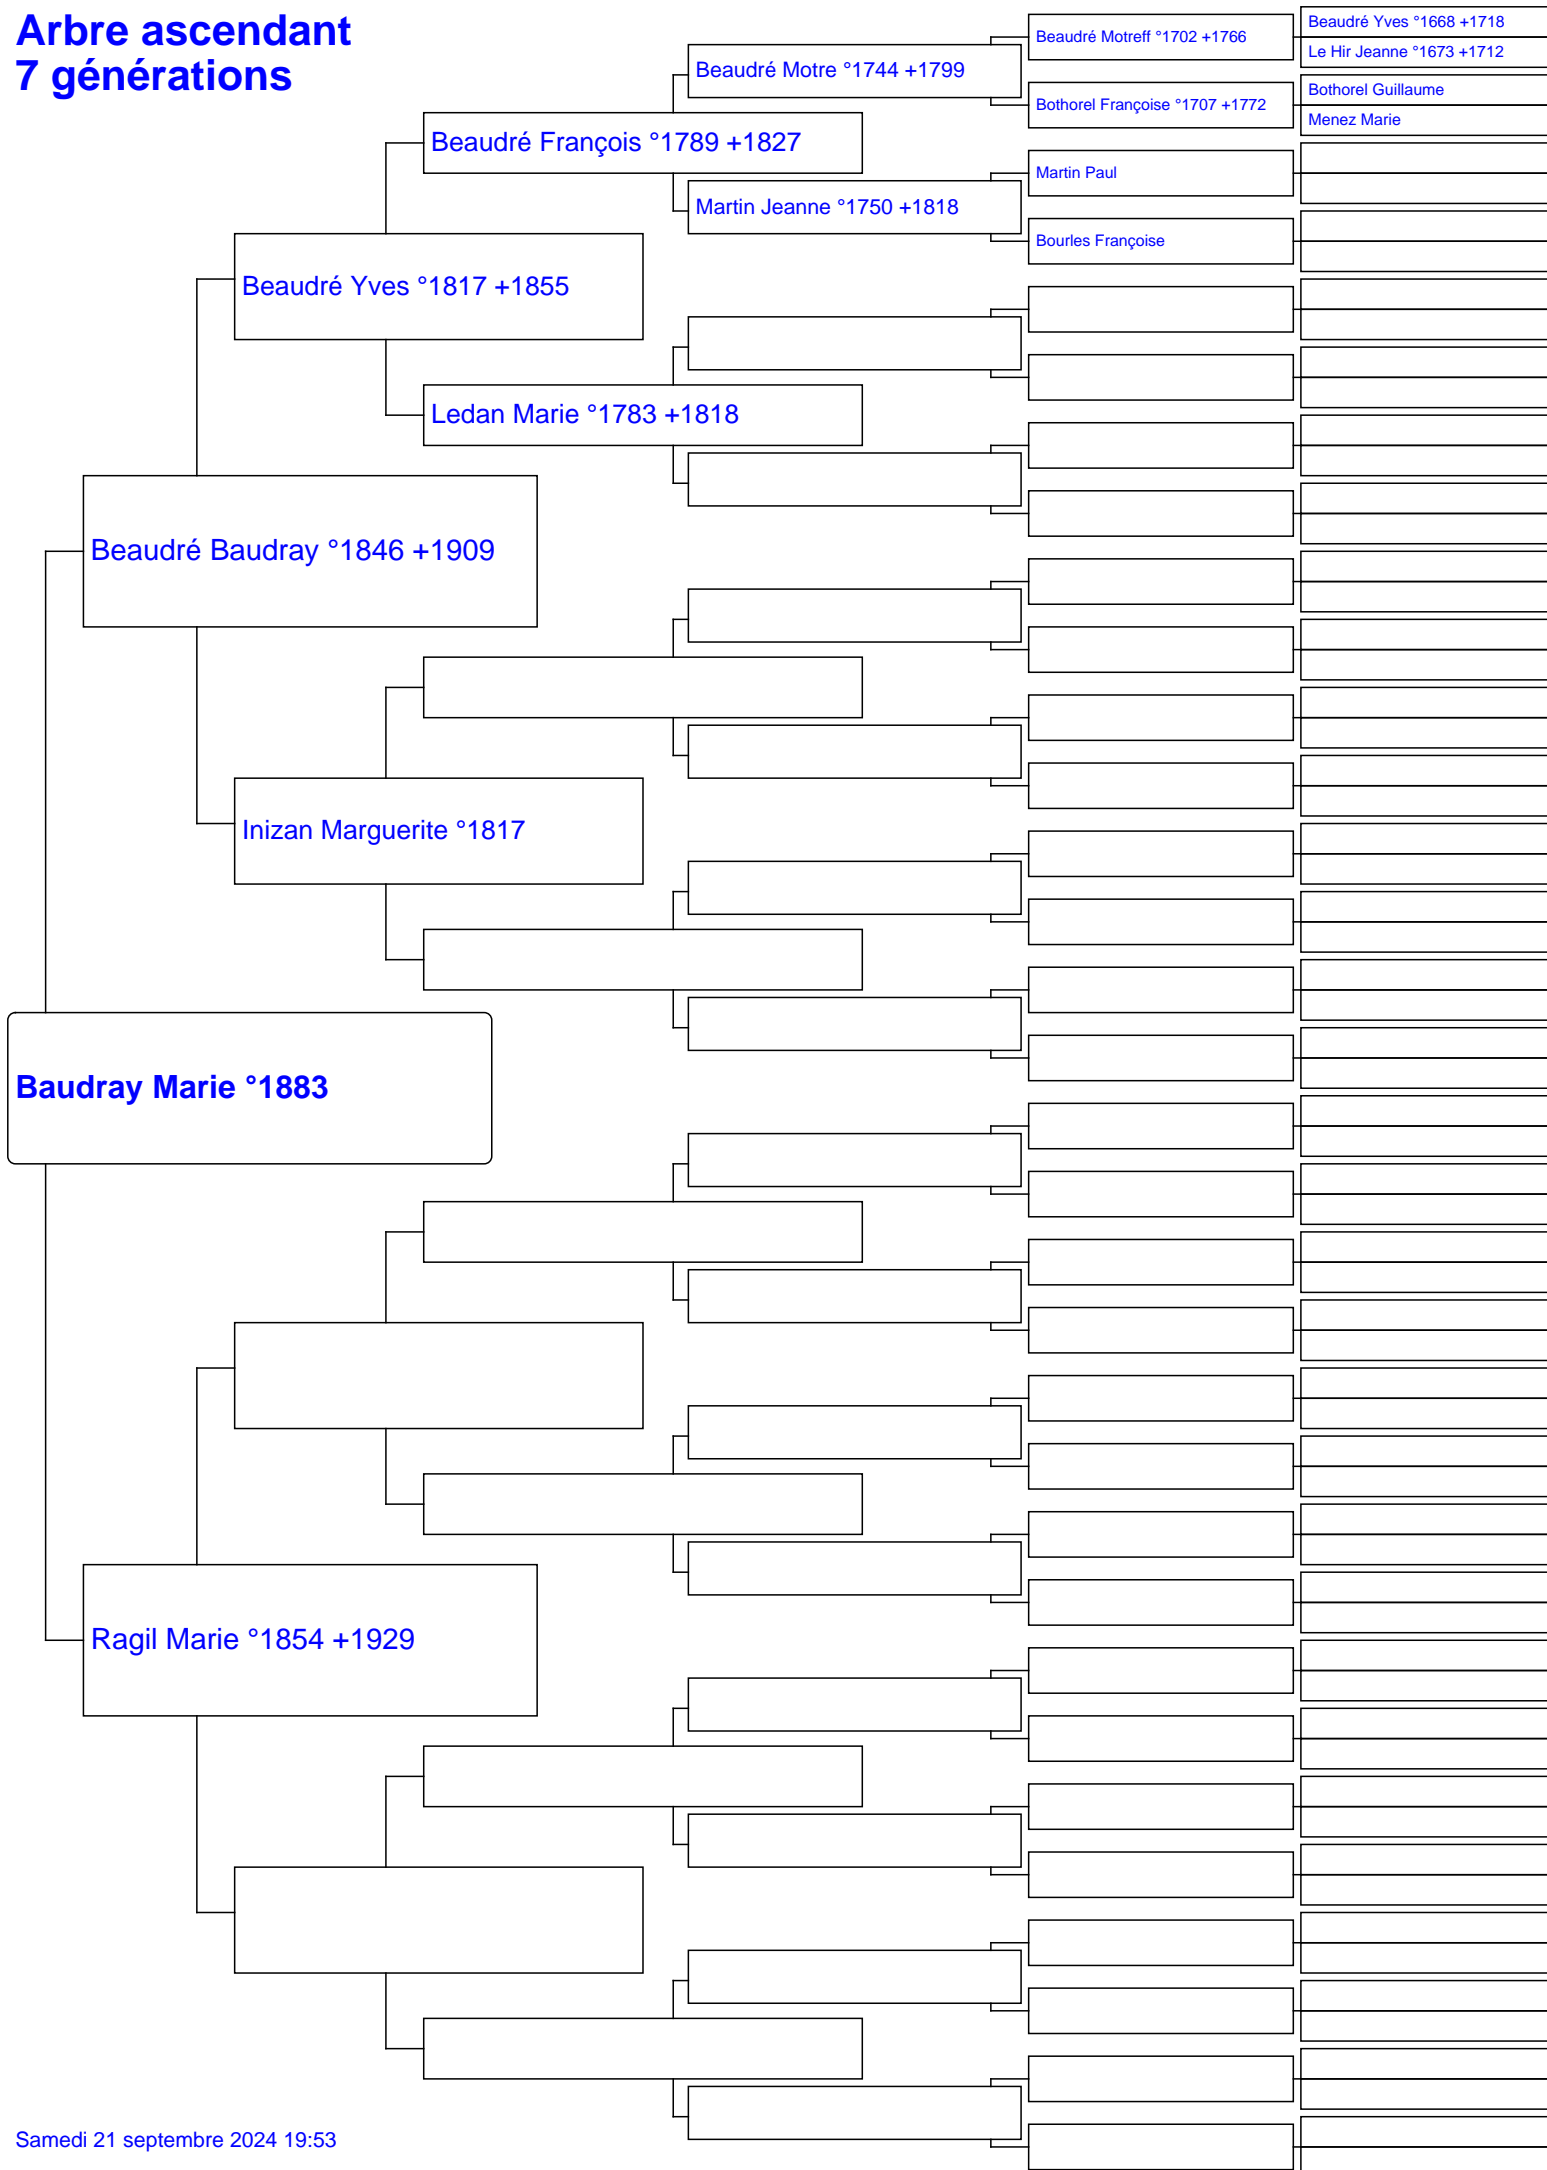 Arbre ascendant
7 générations
Beaudré Yves °1668 +1718
Beaudré Motreff °1702 +1766
Le Hir Jeanne °1673 +1712
Beaudré Motre °1744 +1799
Bothorel Guillaume
Bothorel Françoise °1707 +1772
Menez Marie
Beaudré François °1789 +1827
Martin Paul
Martin Jeanne °1750 +1818
Bourles Françoise
Beaudré Yves °1817 +1855
Ledan Marie °1783 +1818
Beaudré Baudray °1846 +1909
Inizan Marguerite °1817
Baudray Marie °1883
Ragil Marie °1854 +1929
Samedi 21 septembre 2024 19:53